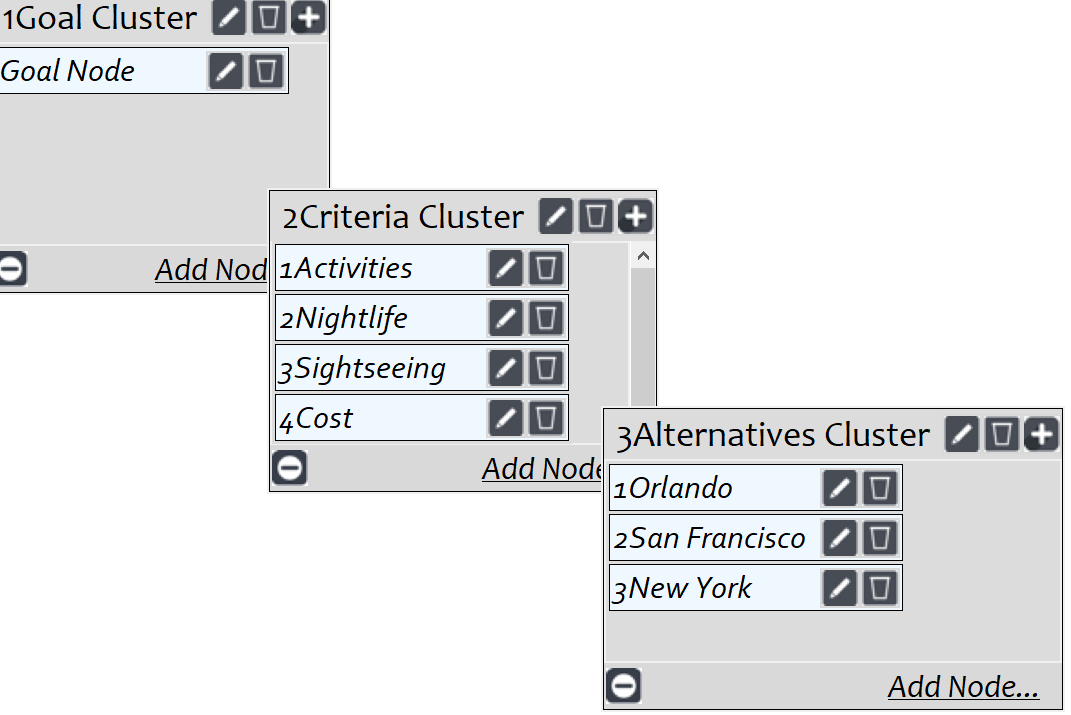 1Goal Cluster
Goal Node
Add Nod
2Criteria Cluster
1Activities
2Nightlife
3Sightseeing
4Cost
Add Node
3Alternatives Cluster
1Orlando
2San Francisco
3New York
Add Node...